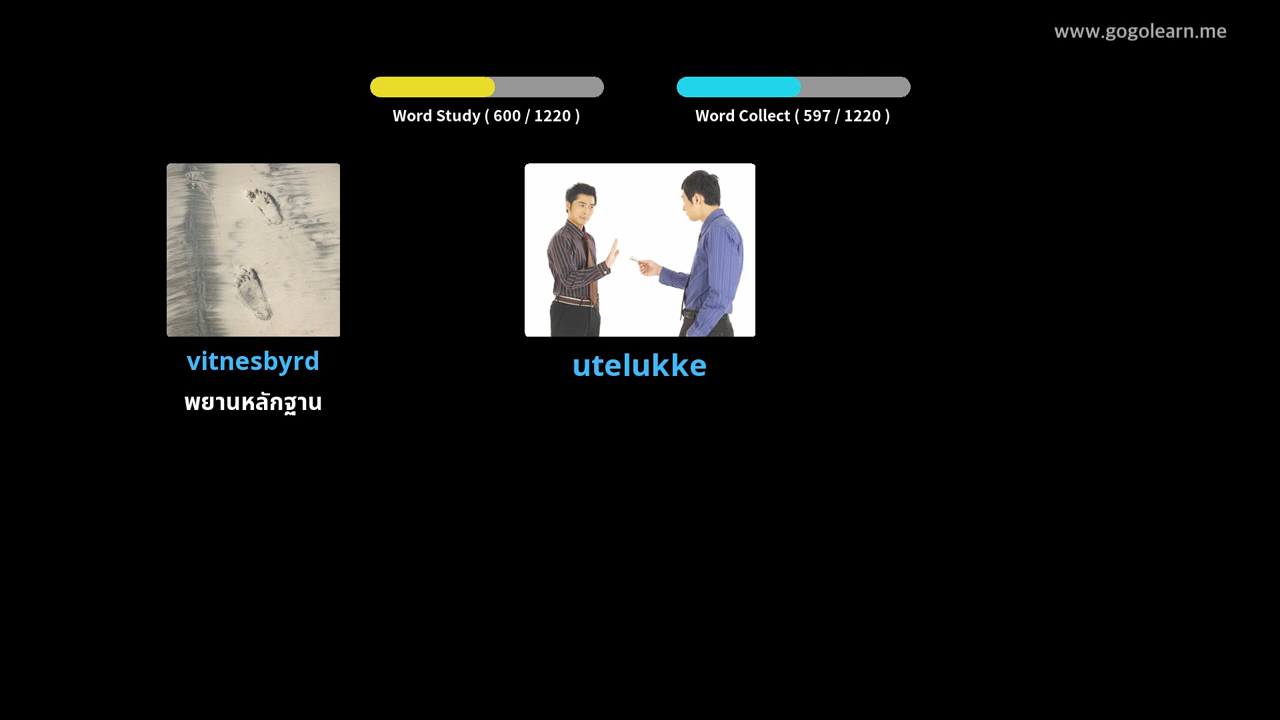 www.gogolearn.me
Word Study ( 600 / 1220 )
Word Collect ( 597 / 1220 )
vitnesbyrd
พยานหลักฐาน
utelukke